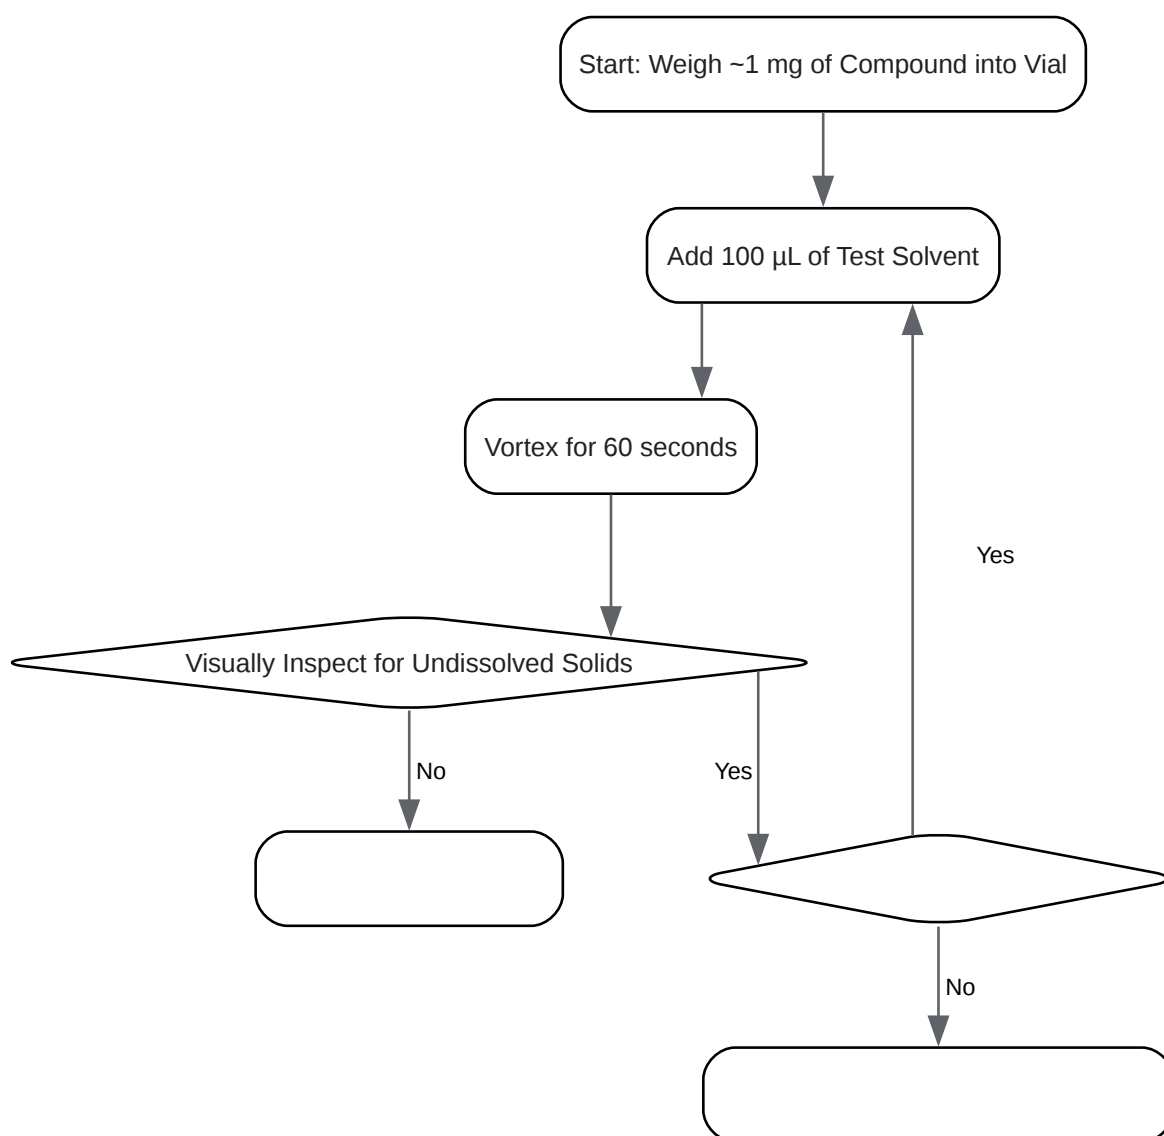 Start: Weigh ~1 mg of Compound into Vial
Add 100 µL of Test Solvent
Vortex for 60 seconds
Yes
Visually Inspect for Undissolved Solids
No
Yes
No